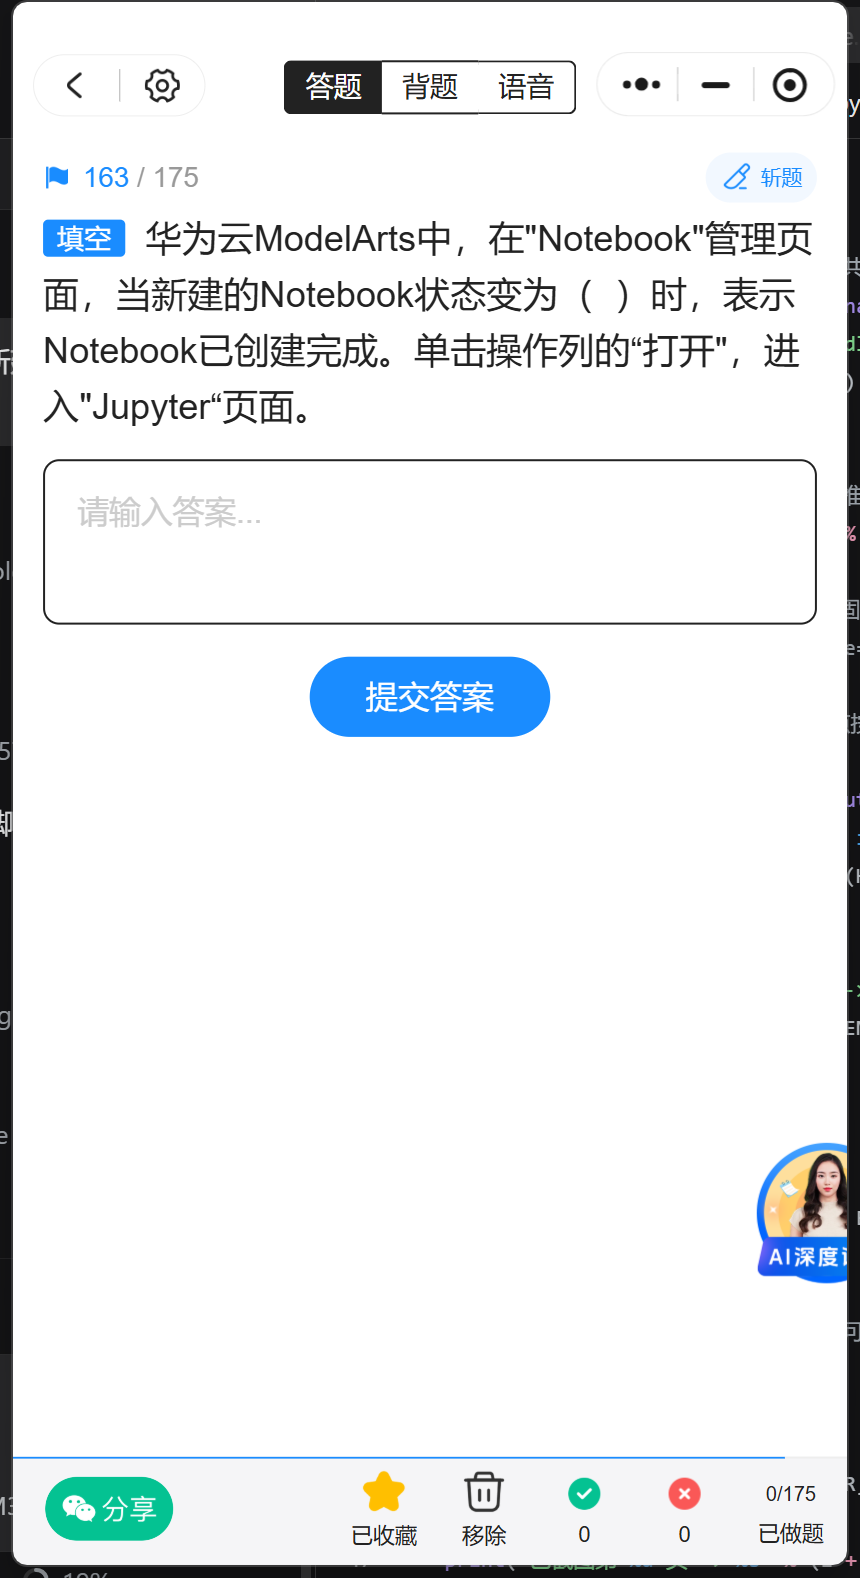 答题 背题 语音
163 / 175
斩题
填空 华为云ModelArts中，在"Notebook"管理页
面，当新建的Notebook状态变为（ ）时，表示
Notebook已创建完成。单击操作列的“打开"，进
入"Jupyter“页面。
请输入答案...
提交答案
AI深度
分享
已收藏
移除
0
0
0/175
已做题